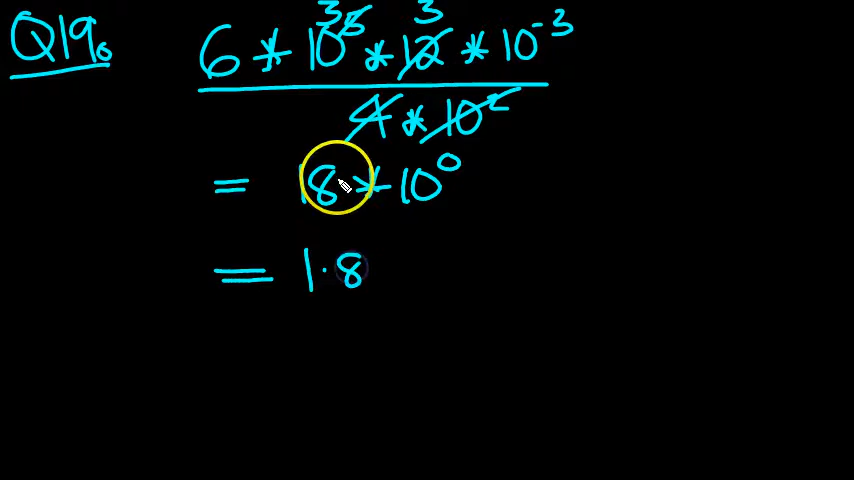 Q19.
3 3
6 * 10⁵ * 12 * 10⁻³
4 * 10²
= 18 * 10⁰
= 1.8